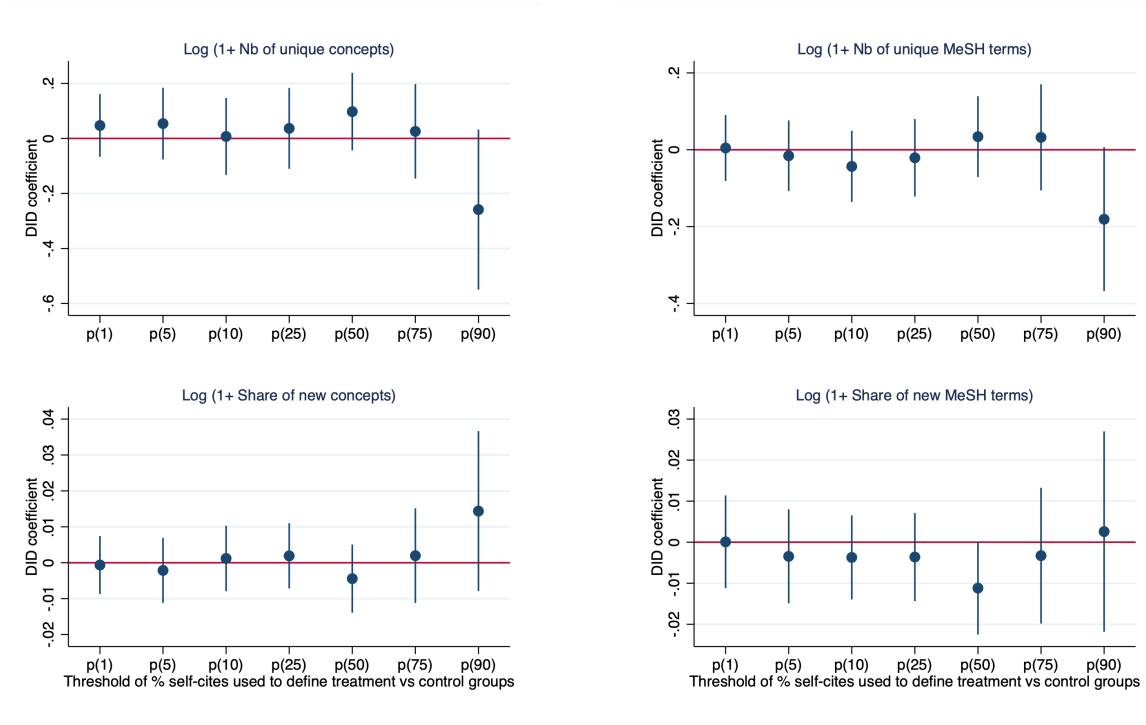 Log (1+ Nb of unique concepts)
DID coefficient
.2
0
-.2
-.4
-.6
p(1) p(5) p(10) p(25) p(50) p(75) p(90)
Log (1+ Nb of unique MeSH terms)
DID coefficient
.2
0
-.2
-.4
p(1) p(5) p(10) p(25) p(50) p(75) p(90)
Log (1+ Share of new concepts)
DID coefficient
.04
.03
.02
.01
0
-.01
-.02
p(1) p(5) p(10) p(25) p(50) p(75) p(90)
Threshold of % self-cites used to define treatment vs control groups
Log (1+ Share of new MeSH terms)
DID coefficient
.03
.02
.01
0
-.01
-.02
p(1) p(5) p(10) p(25) p(50) p(75) p(90)
Threshold of % self-cites used to define treatment vs control groups